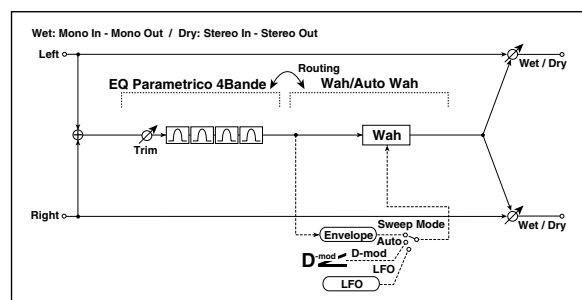 Wet: Mono In - Mono Out / Dry: Stereo In - Stereo Out
Left
Wet / Dry
Routing
EQ Parametrico 4Bande
Wah/Auto Wah
Trim
Wah
Right
Wet / Dry
Sweep Mode
Envelope
Auto
D-mod
D-mod
LFO
LFO